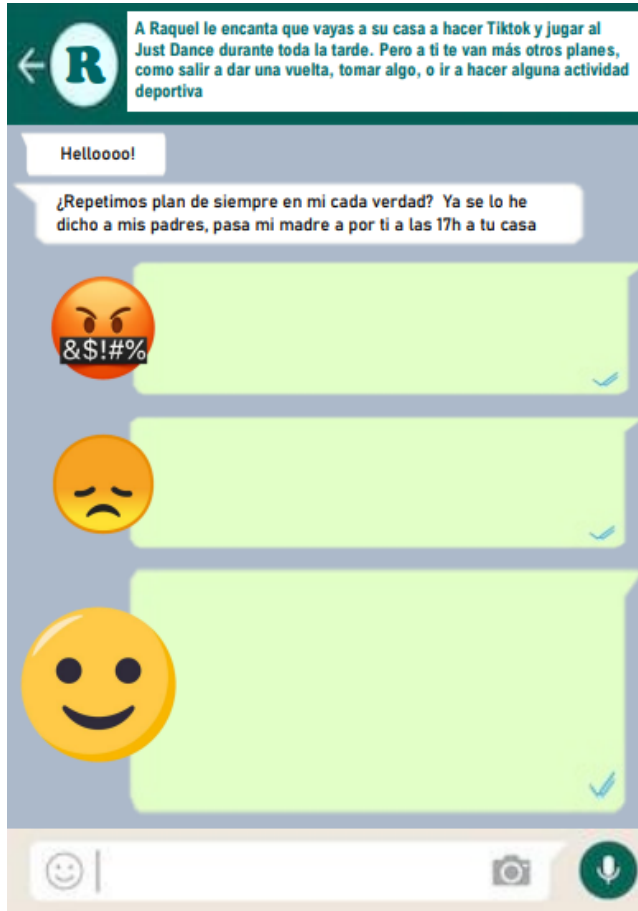 R
A Raquel le encanta que vayas a su casa a hacer Tiktok y jugar al
Just Dance durante toda la tarde. Pero a ti te van más otros planes,
como salir a dar una vuelta, tomar algo, o ir a hacer alguna actividad
deportiva
Helloooo!
¿Repetimos plan de siempre en mi cada verdad? Ya se lo he
dicho a mis padres, pasa mi madre a por ti a las 17h a tu casa
&$!#%